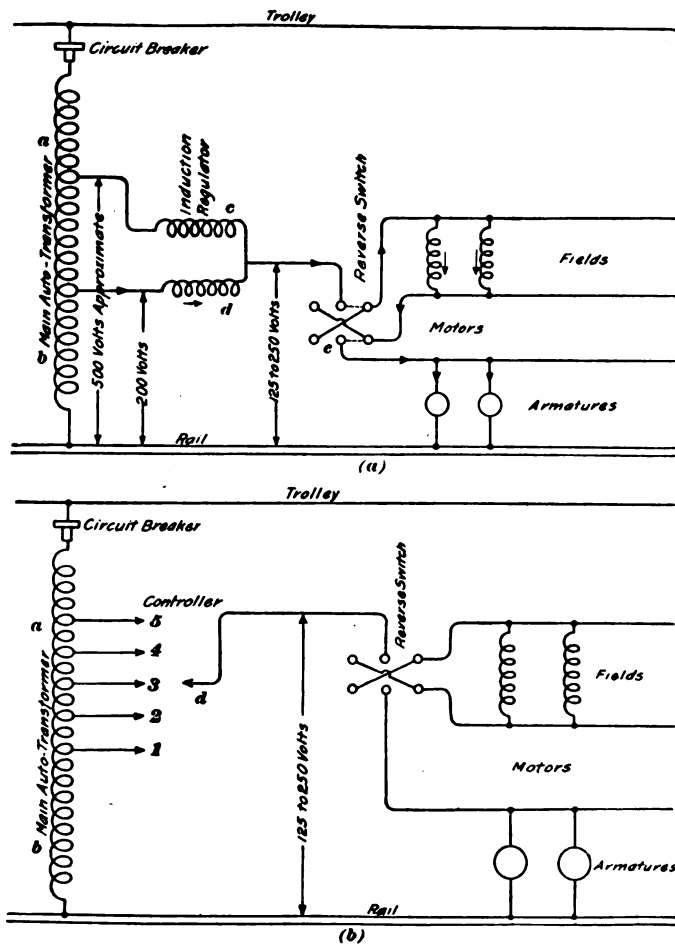 Trolley
Circuit Breaker
a
Main Auto-Transformer
b
500 Volts Approximate
200 Volts
Induction
Regulator
c
d
125 to 250 Volts
Reverse Switch
e
Fields
Motors
Armatures
Rail
(a)
Trolley
Circuit Breaker
a
Main Auto-Transformer
b
Controller
5
4
3
2
1
d
125 to 250 Volts
Reverse Switch
Fields
Motors
Armatures
Rail
(b)